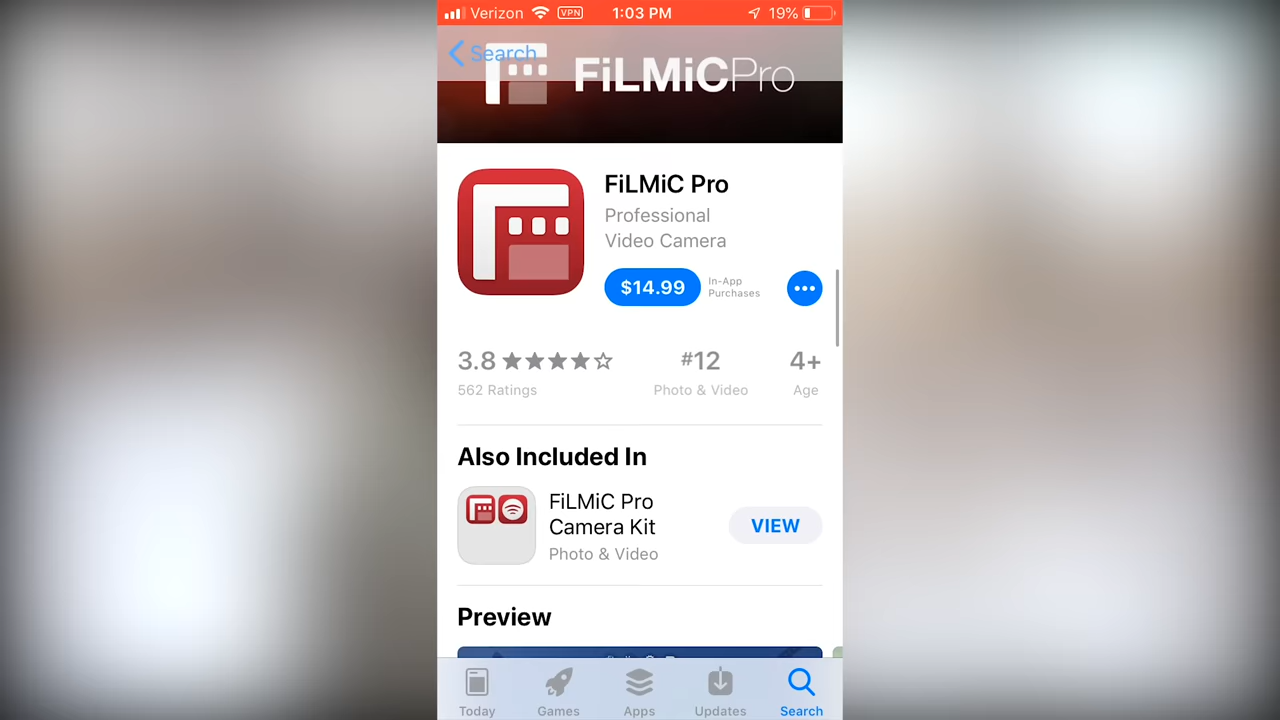 Verizon VPN 1:03 PM 19%
Search
FiLMiCPro
FiLMiC Pro
Professional
Video Camera
$14.99
In-App
Purchases
3.8 #12 4+
562 Ratings Photo & Video Age
Also Included In
FiLMiC Pro
Camera Kit
VIEW
Photo & Video
Preview
Today Games Apps Updates Search